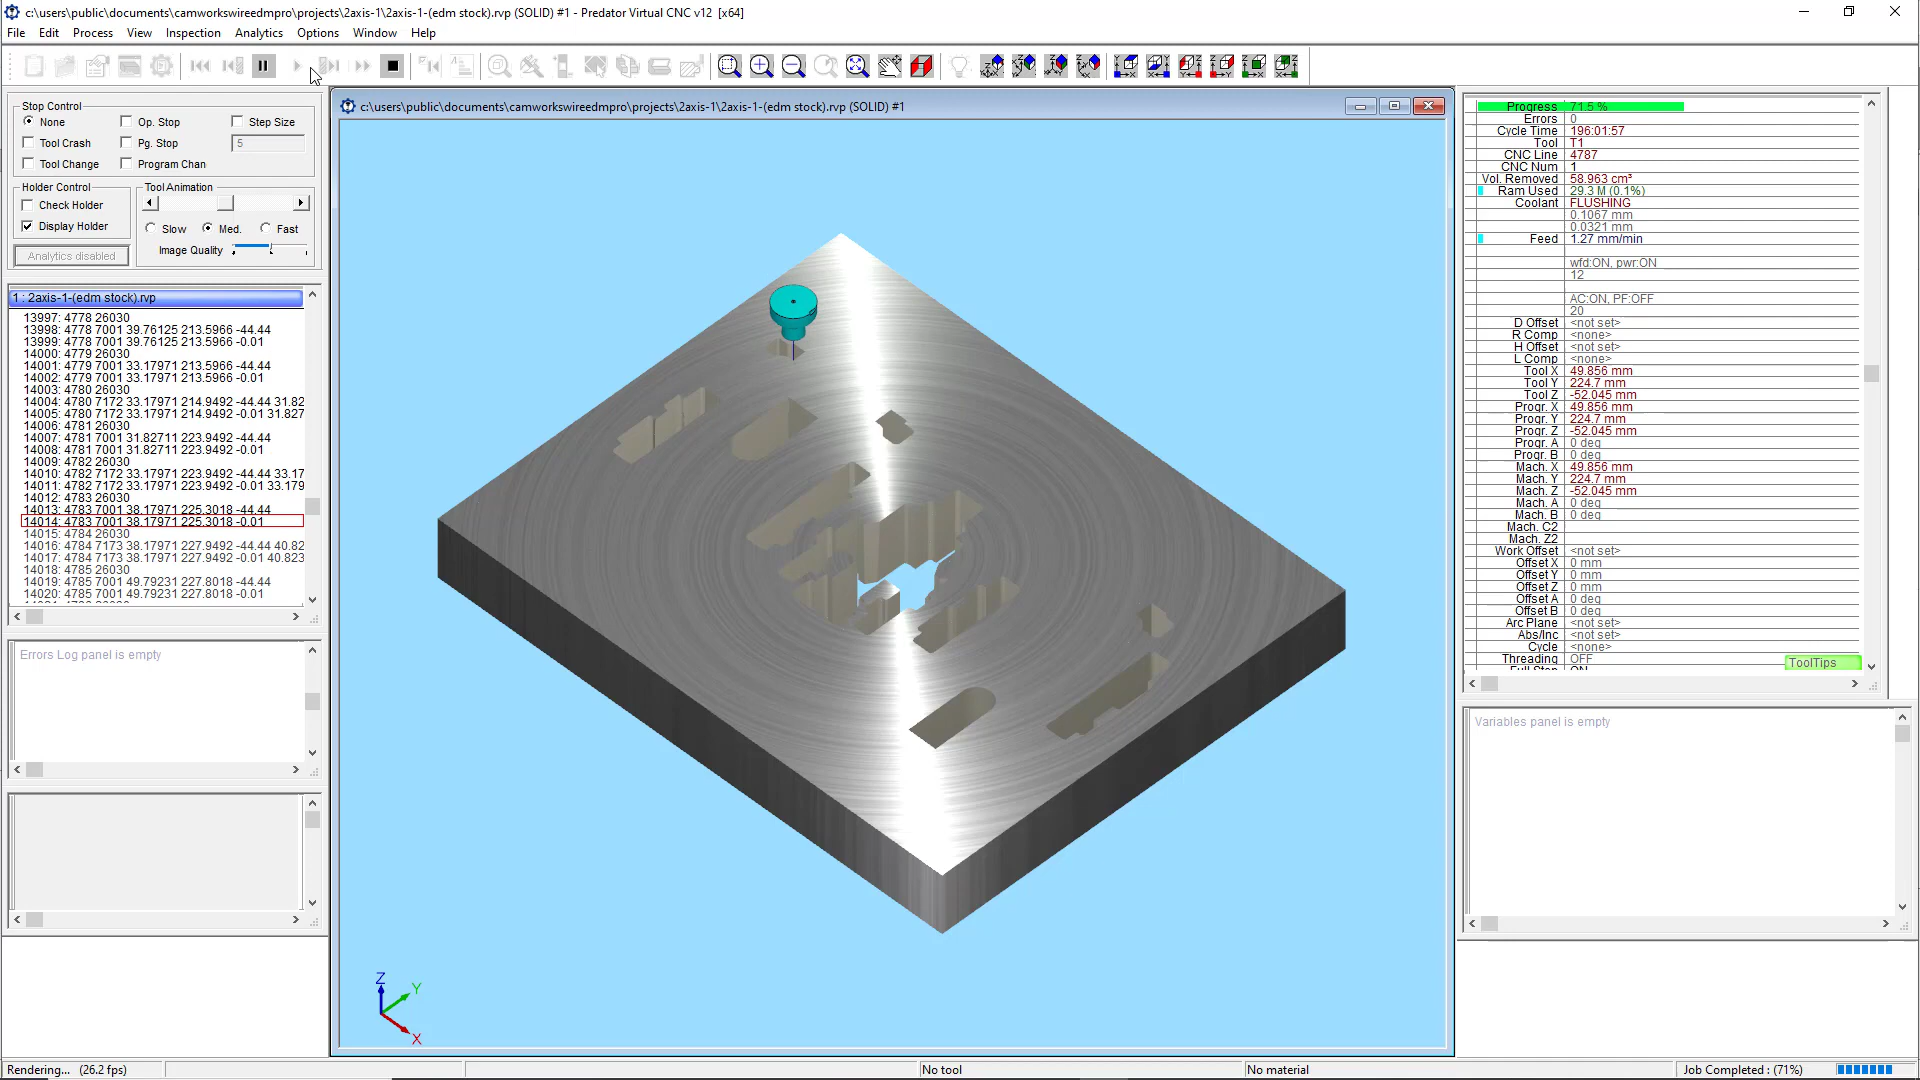 c:\users\public\documents\camworkswireedmpro\projects\2axis-1\2axis-1-(edm stock).rvp (SOLID) #1 - Predator Virtual CNC v12  [x64]
File Edit Process View Inspection Analytics Options Window Help
Stop Control
None Op. Stop Step Size
Tool Crash Pg. Stop 5
Tool Change Program Chan
Holder Control
Check Holder
Display Holder
Analytics disabled
Tool Animation
Slow Med. Fast
Image Quality
1 : 2axis-1-(edm stock).rvp
13997: 4778 26030
13998: 4778 7001 39.76125 213.5966 -44.44
13999: 4778 7001 39.76125 213.5966 -0.01
14000: 4779 26030
14001: 4779 7001 33.17971 213.5966 -44.44
14002: 4779 7001 33.17971 213.5966 -0.01
14003: 4780 26030
14004: 4780 7172 33.17971 214.9492 -44.44 31.82
14005: 4780 7172 33.17971 214.9492 -0.01 31.827
14006: 4781 26030
14007: 4781 7001 31.82711 223.9492 -44.44
14008: 4781 7001 31.82711 223.9492 -0.01
14009: 4782 26030
14010: 4782 7172 33.17971 223.9492 -44.44 33.17
14011: 4782 7172 33.17971 223.9492 -0.01 33.179
14012: 4783 26030
14013: 4783 7001 38.17971 225.3018 -44.44
14014: 4783 7001 38.17971 225.3018 -0.01
14015: 4784 26030
14016: 4784 7173 38.17971 227.9492 -44.44 40.82
14017: 4784 7173 38.17971 227.9492 -0.01 40.823
14018: 4785 26030
14019: 4785 7001 49.79231 227.8018 -44.44
14020: 4785 7001 49.79231 227.8018 -0.01
Errors Log panel is empty
c:\users\public\documents\camworkswireedmpro\projects\2axis-1\2axis-1-(edm stock).rvp (SOLID) #1
Z
Y
X
Progress 71.5 %
Errors 0
Cycle Time 196:01:57
Tool T1
CNC Line 4787
CNC Num 1
Vol. Removed 58.963 cm³
Ram Used 29.3 M (0.1%)
Coolant FLUSHING
0.1067 mm
0.0321 mm
Feed 1.27 mm/min
wfd:ON, pwr:ON
12
AC:ON, PF:OFF
20
D Offset <not set>
R Comp <none>
H Offset <not set>
L Comp <none>
Tool X 49.856 mm
Tool Y 224.7 mm
Tool Z -52.045 mm
Progr. X 49.856 mm
Progr. Y 224.7 mm
Progr. Z -52.045 mm
Progr. A 0 deg
Progr. B 0 deg
Mach. X 49.856 mm
Mach. Y 224.7 mm
Mach. Z -52.045 mm
Mach. A 0 deg
Mach. B 0 deg
Mach. C2
Mach. Z2
Work Offset <not set>
Offset X 0 mm
Offset Y 0 mm
Offset Z 0 mm
Offset A 0 deg
Offset B 0 deg
Arc Plane <not set>
Abs/Inc <not set>
Cycle <none>
Threading OFF
ToolTips
Variables panel is empty
Rendering... (26.2 fps)
No tool
No material
Job Completed : (71%)